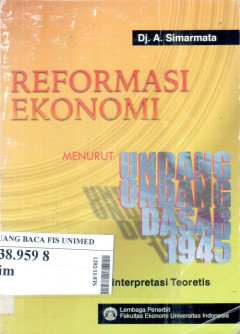 Dj. A. Simarmata
REFORMASI
EKONOMI
MENURUT
UNDANG
UNDANG
DASAR
1945
UANG BACA FIS UNIMED
38.959 8
im
interpretasi Teoretis
Lembaga Penerbit
Fakultas Ekonomi Universitas Indonesia